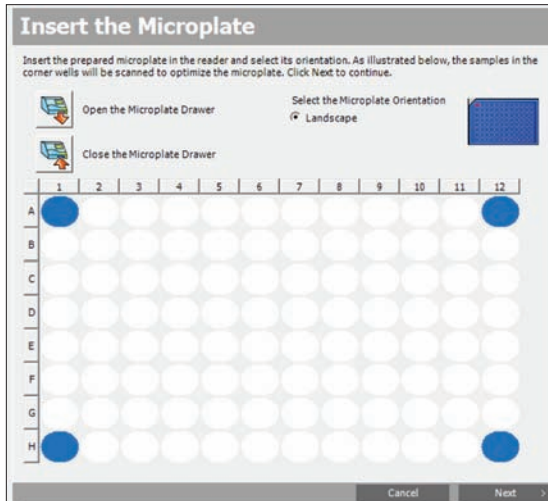 Insert the Microplate
Insert the prepared microplate in the reader and select its orientation. As illustrated below, the samples in the
corner wells will be scanned to optimize the microplate. Click Next to continue.
Open the Microplate Drawer
Select the Microplate Orientation
Landscape
Close the Microplate Drawer
1 2 3 4 5 6 7 8 9 10 11 12
A
B
C
D
E
F
G
H
Cancel Next >